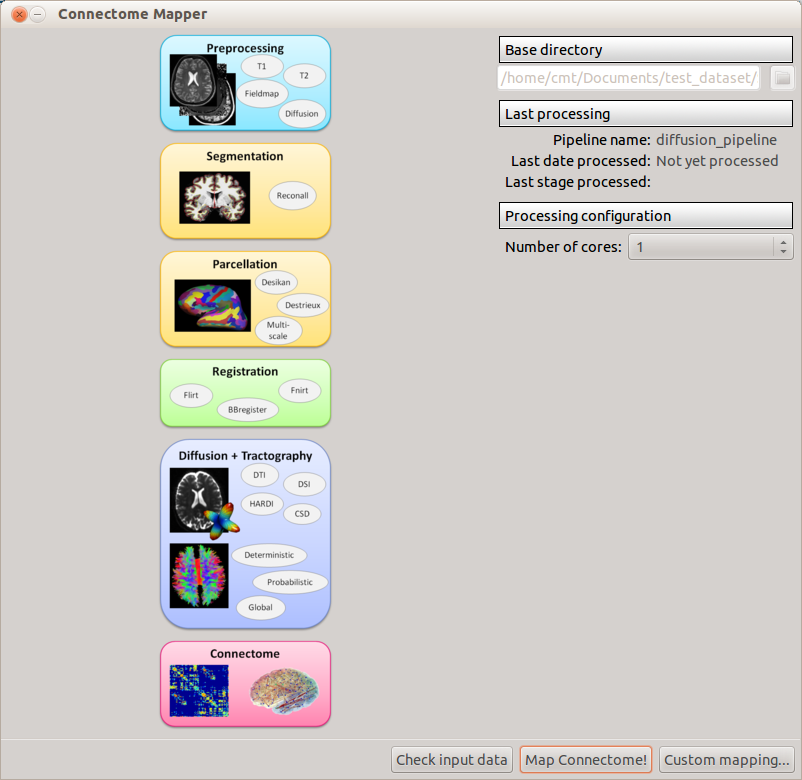 Connectome Mapper
Preprocessing
T1
T2
Fieldmap
Diffusion
Segmentation
Reconall
Parcellation
Desikan
Destrieux
Multi-
scale
Registration
Flirt
Fnirt
BBregister
Diffusion + Tractography
DTI
DSI
HARDI
CSD
Deterministic
Probabilistic
Global
Connectome
Base directory
/home/cmt/Documents/test_dataset/
Last processing
Pipeline name: diffusion_pipeline
Last date processed: Not yet processed
Last stage processed:
Processing configuration
Number of cores: 1
Check input data
Map Connectome!
Custom mapping...